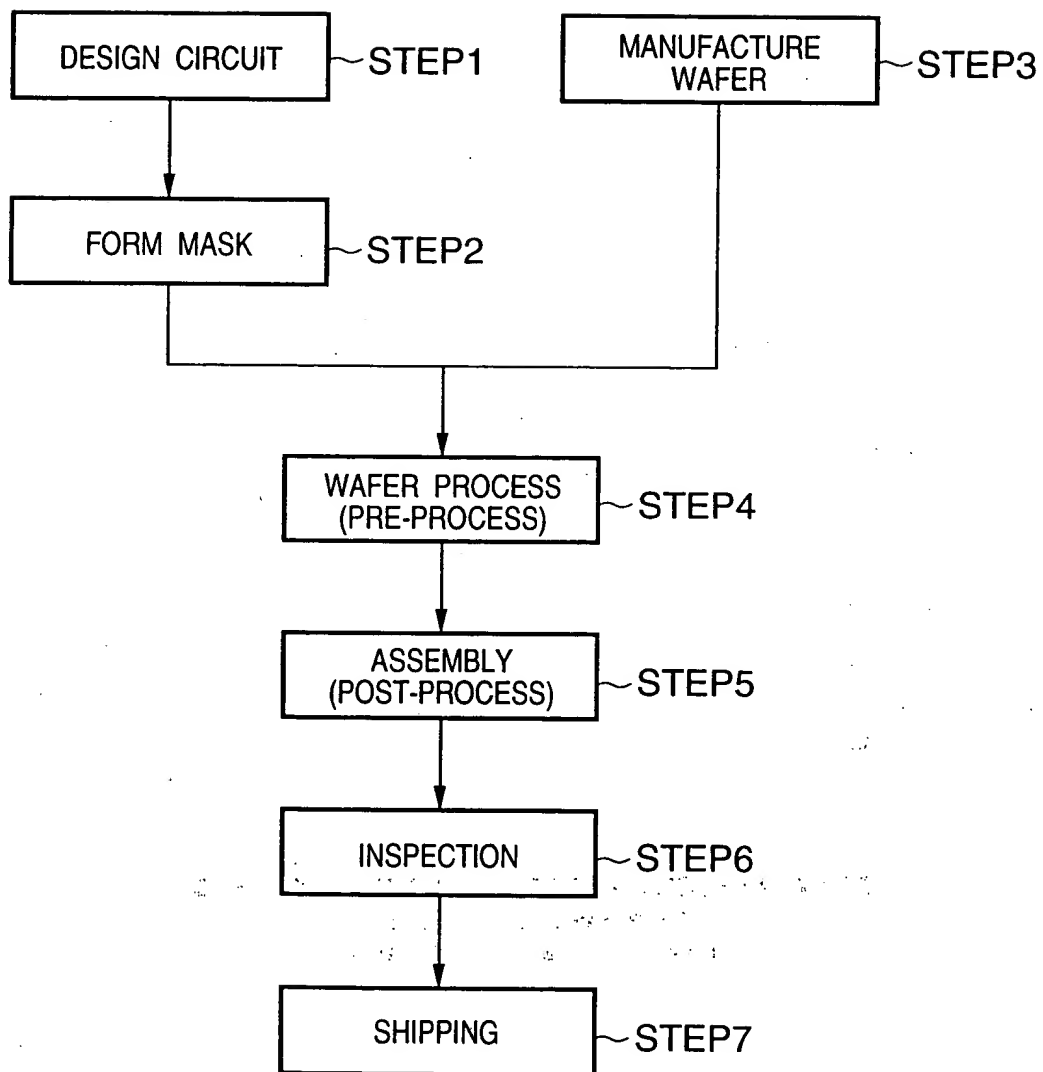 DESIGN CIRCUIT
STEP1
MANUFACTURE
WAFER
STEP3
FORM MASK
STEP2
WAFER PROCESS
(PRE-PROCESS)
STEP4
ASSEMBLY
(POST-PROCESS)
STEP5
INSPECTION
STEP6
SHIPPING
STEP7